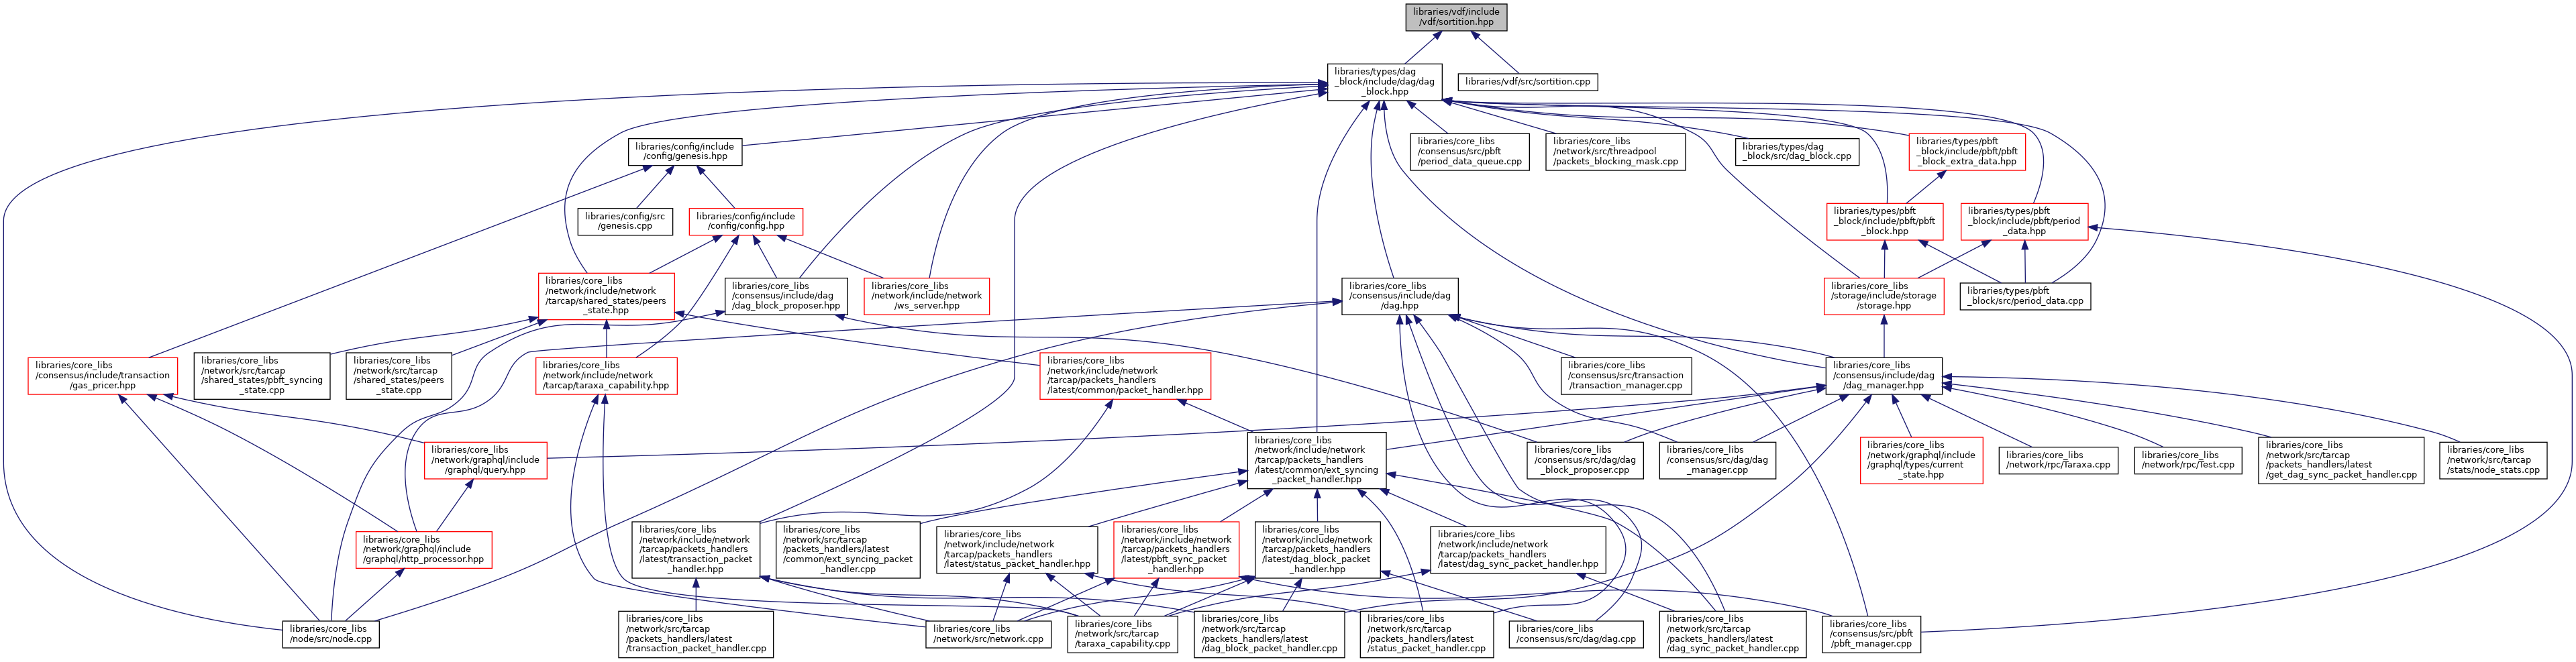 libraries/vdf/include
/vdf/sortition.hpp
libraries/types/dag
_block/include/dag/dag
_block.hpp
libraries/vdf/src/sortition.cpp
libraries/config/include
/config/genesis.hpp
libraries/core_libs
/consensus/src/pbft
/period_data_queue.cpp
libraries/core_libs
/network/src/threadpool
/packets_blocking_mask.cpp
libraries/types/dag
_block/src/dag_block.cpp
libraries/types/pbft
_block/include/pbft/pbft
_block_extra_data.hpp
libraries/config/src
/genesis.cpp
libraries/config/include
/config/config.hpp
libraries/types/pbft
_block/include/pbft/pbft
_block.hpp
libraries/types/pbft
_block/include/pbft/period
_data.hpp
libraries/core_libs
/network/include/network
/tarcap/shared_states/peers
_state.hpp
libraries/core_libs
/consensus/include/dag
/dag_block_proposer.hpp
libraries/core_libs
/network/include/network
/ws_server.hpp
libraries/core_libs
/consensus/include/dag
/dag.hpp
libraries/core_libs
/storage/include/storage
/storage.hpp
libraries/types/pbft
_block/src/period_data.cpp
libraries/core_libs
/consensus/include/transaction
/gas_pricer.hpp
libraries/core_libs
/network/src/tarcap
/shared_states/pbft_syncing
_state.cpp
libraries/core_libs
/network/src/tarcap
/shared_states/peers
_state.cpp
libraries/core_libs
/network/include/network
/tarcap/taraxa_capability.hpp
libraries/core_libs
/network/include/network
/tarcap/packets_handlers
/latest/common/packet_handler.hpp
libraries/core_libs
/consensus/src/transaction
/transaction_manager.cpp
libraries/core_libs
/consensus/include/dag
/dag_manager.hpp
libraries/core_libs
/network/graphql/include
/graphql/query.hpp
libraries/core_libs
/network/include/network
/tarcap/packets_handlers
/latest/common/ext_syncing
_packet_handler.hpp
libraries/core_libs
/consensus/src/dag/dag
_block_proposer.cpp
libraries/core_libs
/consensus/src/dag/dag
_manager.cpp
libraries/core_libs
/network/graphql/include
/graphql/types/current
_state.hpp
libraries/core_libs
/network/rpc/Taraxa.cpp
libraries/core_libs
/network/rpc/Test.cpp
libraries/core_libs
/network/src/tarcap
/packets_handlers/latest
/get_dag_sync_packet_handler.cpp
libraries/core_libs
/network/src/tarcap
/stats/node_stats.cpp
libraries/core_libs
/network/graphql/include
/graphql/http_processor.hpp
libraries/core_libs
/network/include/network
/tarcap/packets_handlers
/latest/transaction_packet
_handler.hpp
libraries/core_libs
/network/src/tarcap
/packets_handlers/latest
/common/ext_syncing_packet
_handler.cpp
libraries/core_libs
/network/include/network
/tarcap/packets_handlers
/latest/status_packet_handler.hpp
libraries/core_libs
/network/include/network
/tarcap/packets_handlers
/latest/pbft_sync_packet
_handler.hpp
libraries/core_libs
/network/include/network
/tarcap/packets_handlers
/latest/dag_block_packet
_handler.hpp
libraries/core_libs
/network/include/network
/tarcap/packets_handlers
/latest/dag_sync_packet_handler.hpp
libraries/core_libs
/node/src/node.cpp
libraries/core_libs
/network/src/tarcap
/packets_handlers/latest
/transaction_packet_handler.cpp
libraries/core_libs
/network/src/network.cpp
libraries/core_libs
/network/src/tarcap
/taraxa_capability.cpp
libraries/core_libs
/network/src/tarcap
/packets_handlers/latest
/dag_block_packet_handler.cpp
libraries/core_libs
/network/src/tarcap
/packets_handlers/latest
/status_packet_handler.cpp
libraries/core_libs
/consensus/src/dag/dag.cpp
libraries/core_libs
/network/src/tarcap
/packets_handlers/latest
/dag_sync_packet_handler.cpp
libraries/core_libs
/consensus/src/pbft
/pbft_manager.cpp